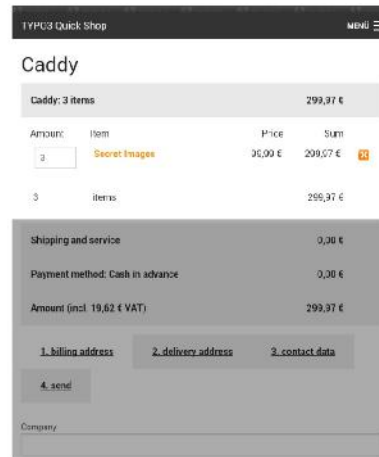 TYPO3 Quick Shop MENÜ
Caddy
Caddy: 3 items 299,97 €
Amount Item Price Sum
3 Secret Images 99,99 € 299,97 €
3 items 299,97 €
Shipping and service 0,00 €
Payment method: Cash in advance 0,00 €
Amount (incl. 19,62 € VAT) 299,97 €
1. billing address 2. delivery address 3. contact data
4. send
Company